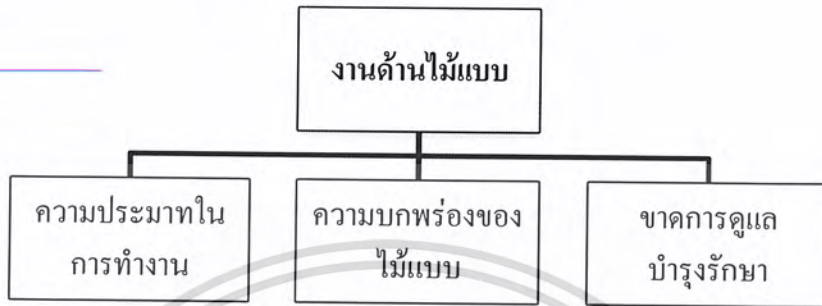 งานด้านไม้แบบ
ความประมาทใน
การทำงาน
ความบกพร่องของ
ไม้แบบ
ขาดการดูแล
บำรุงรักษา